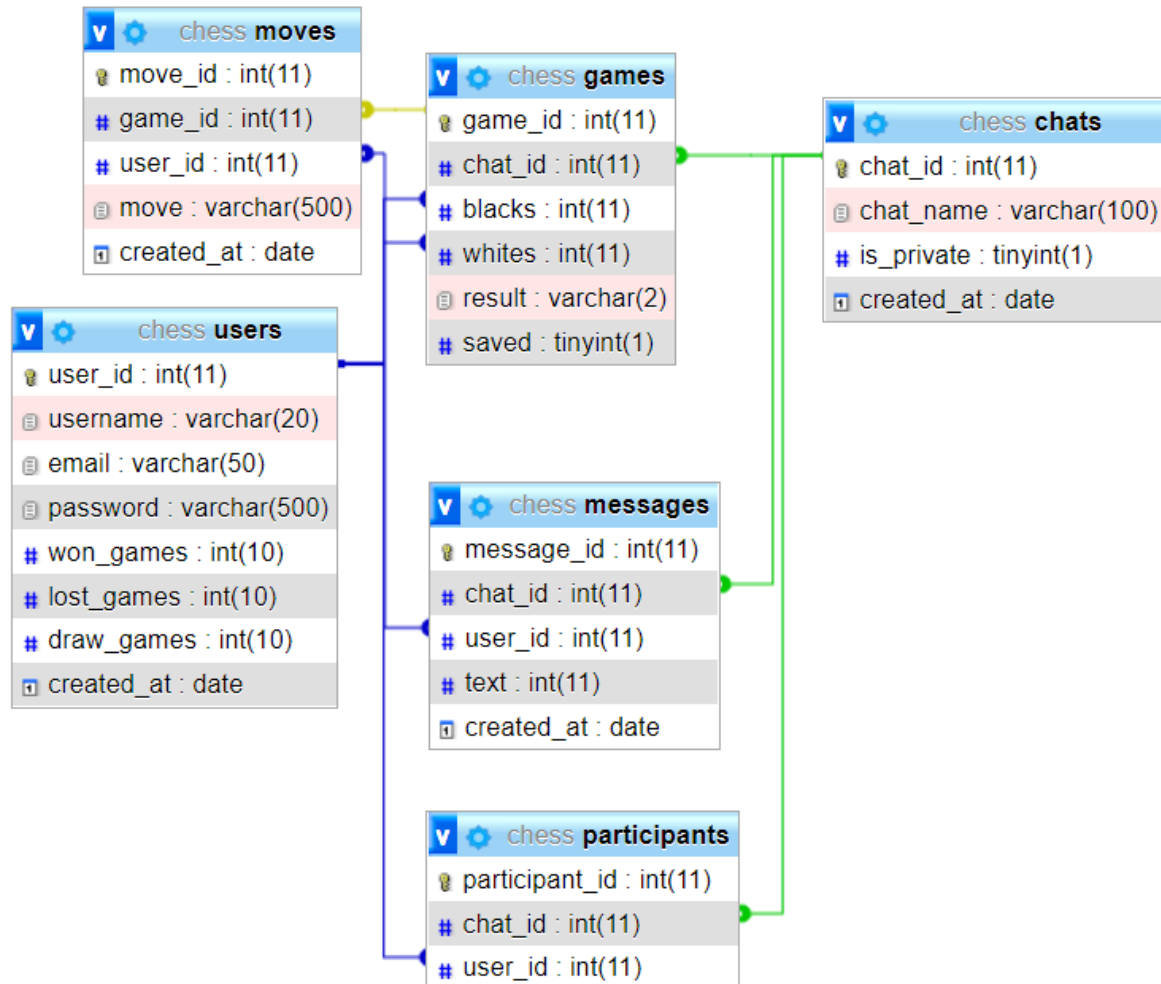 v chess moves
move_id : int(11)
# game_id : int(11)
# user_id : int(11)
move : varchar(500)
created_at : date
v chess games
game_id : int(11)
# chat_id : int(11)
# blacks : int(11)
# whites : int(11)
result : varchar(2)
# saved : tinyint(1)
v chess chats
chat_id : int(11)
chat_name : varchar(100)
# is_private : tinyint(1)
created_at : date
v chess users
user_id : int(11)
username : varchar(20)
email : varchar(50)
password : varchar(500)
# won_games : int(10)
# lost_games : int(10)
# draw_games : int(10)
created_at : date
v chess messages
message_id : int(11)
# chat_id : int(11)
# user_id : int(11)
# text : int(11)
created_at : date
v chess participants
participant_id : int(11)
# chat_id : int(11)
# user_id : int(11)